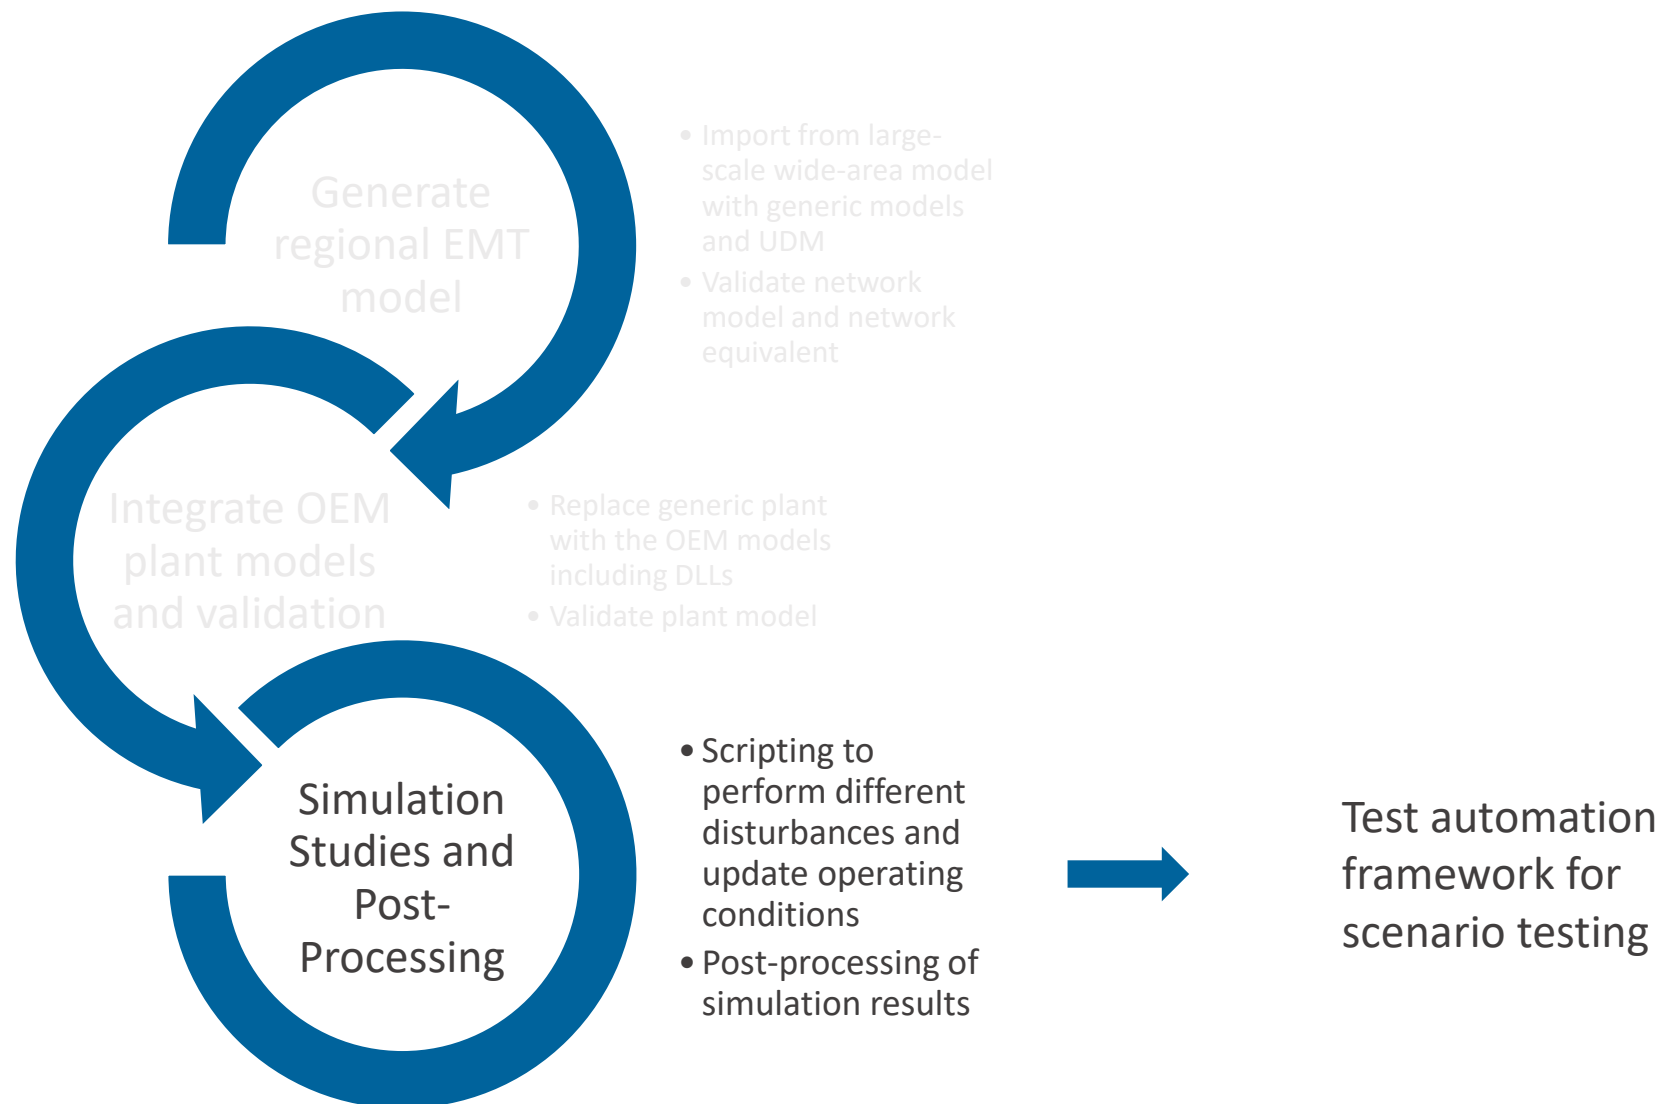 Generate
regional EMT
model
• Import from large-
scale wide-area model
with generic models
and UDM
• Validate network
model and network
equivalent
Integrate OEM
plant models
and validation
• Replace generic plant
with the OEM models
including DLLs
• Validate plant model
Simulation
Studies and
Post-
Processing
• Scripting to
perform different
disturbances and
update operating
conditions
• Post-processing of
simulation results
Test automation
framework for
scenario testing